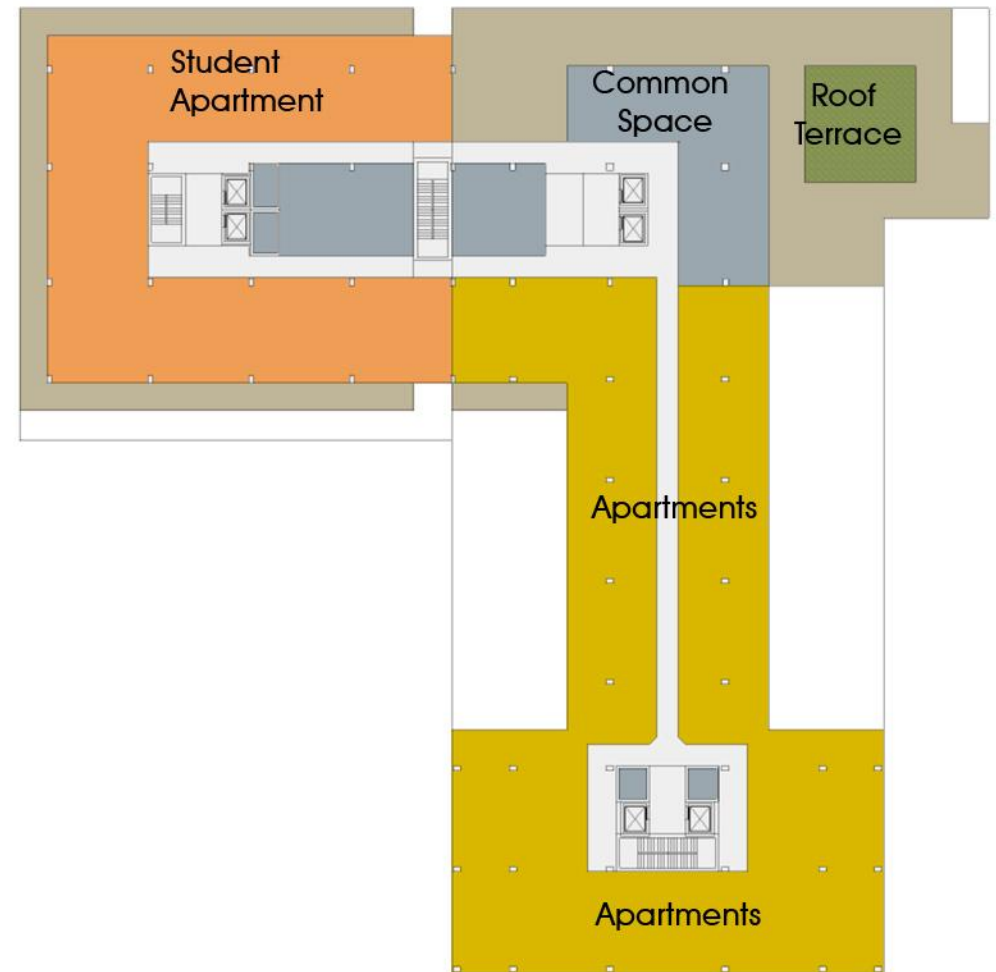 Student
Apartment
Common
Space
Roof
Terrace
Apartments
Apartments